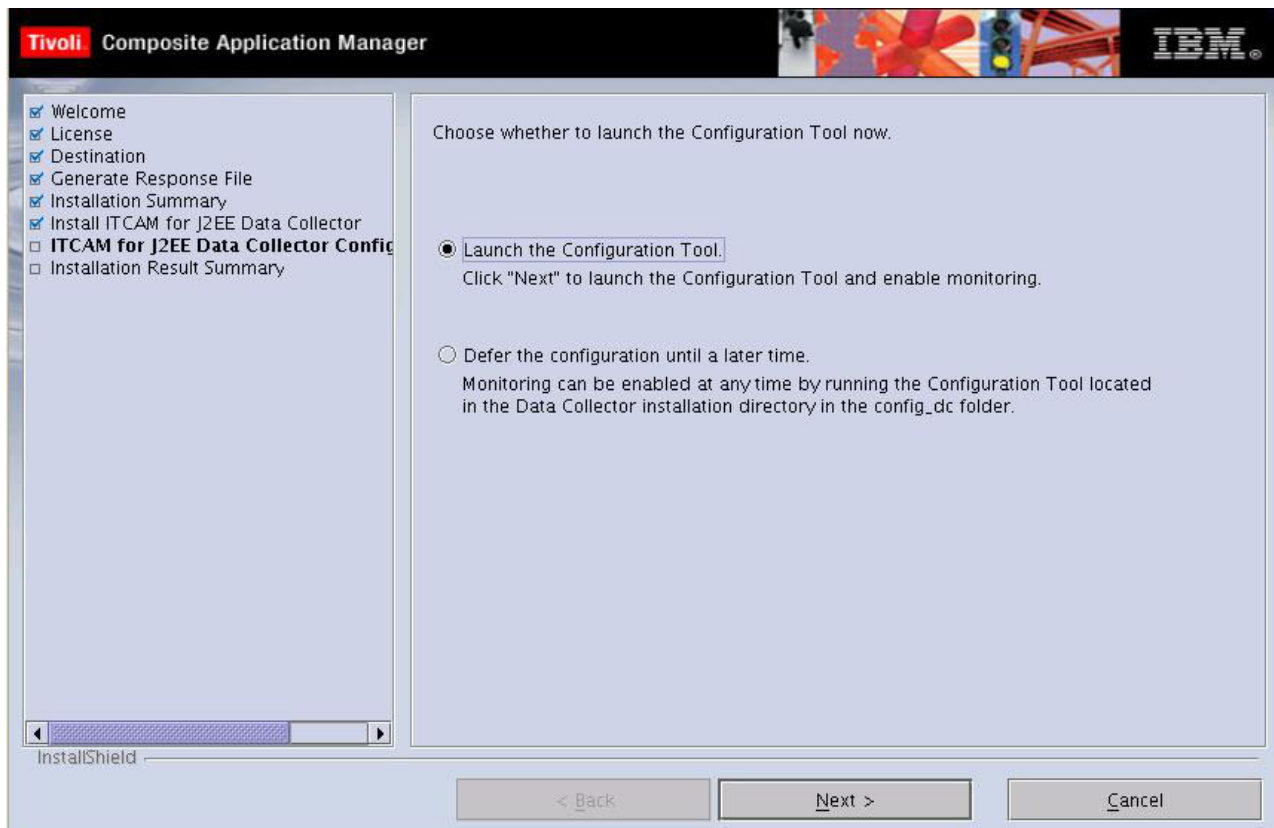 Tivoli. Composite Application Manager
IBM®
Welcome
License
Destination
Generate Response File
Installation Summary
Install ITCAM for J2EE Data Collector
ITCAM for J2EE Data Collector Config
Installation Result Summary
Choose whether to launch the Configuration Tool now.
Launch the Configuration Tool.
Click "Next" to launch the Configuration Tool and enable monitoring.
Defer the configuration until a later time.
Monitoring can be enabled at any time by running the Configuration Tool located
in the Data Collector installation directory in the config_dc folder.
InstallShield
< Back
Next >
Cancel